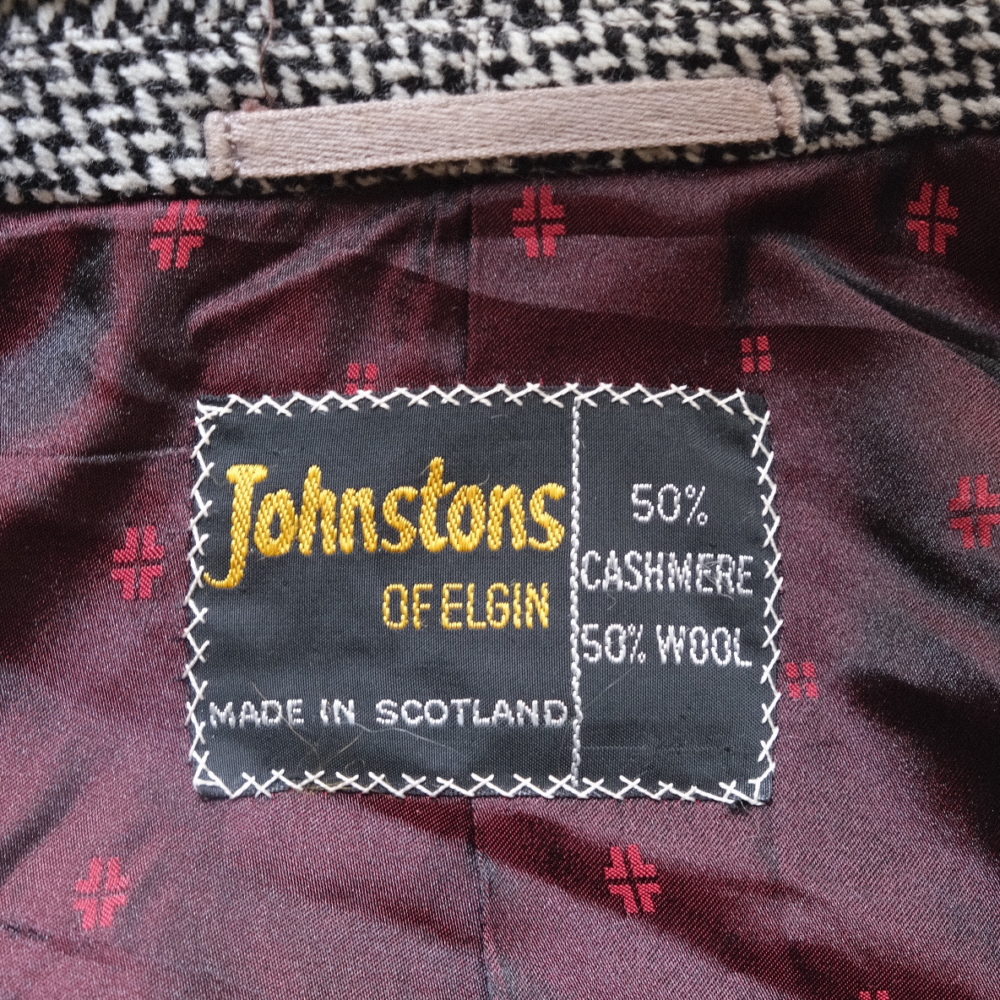 Johnstons
OF ELGIN
MADE IN SCOTLAND
50%
CASHMERE
50% WOOL